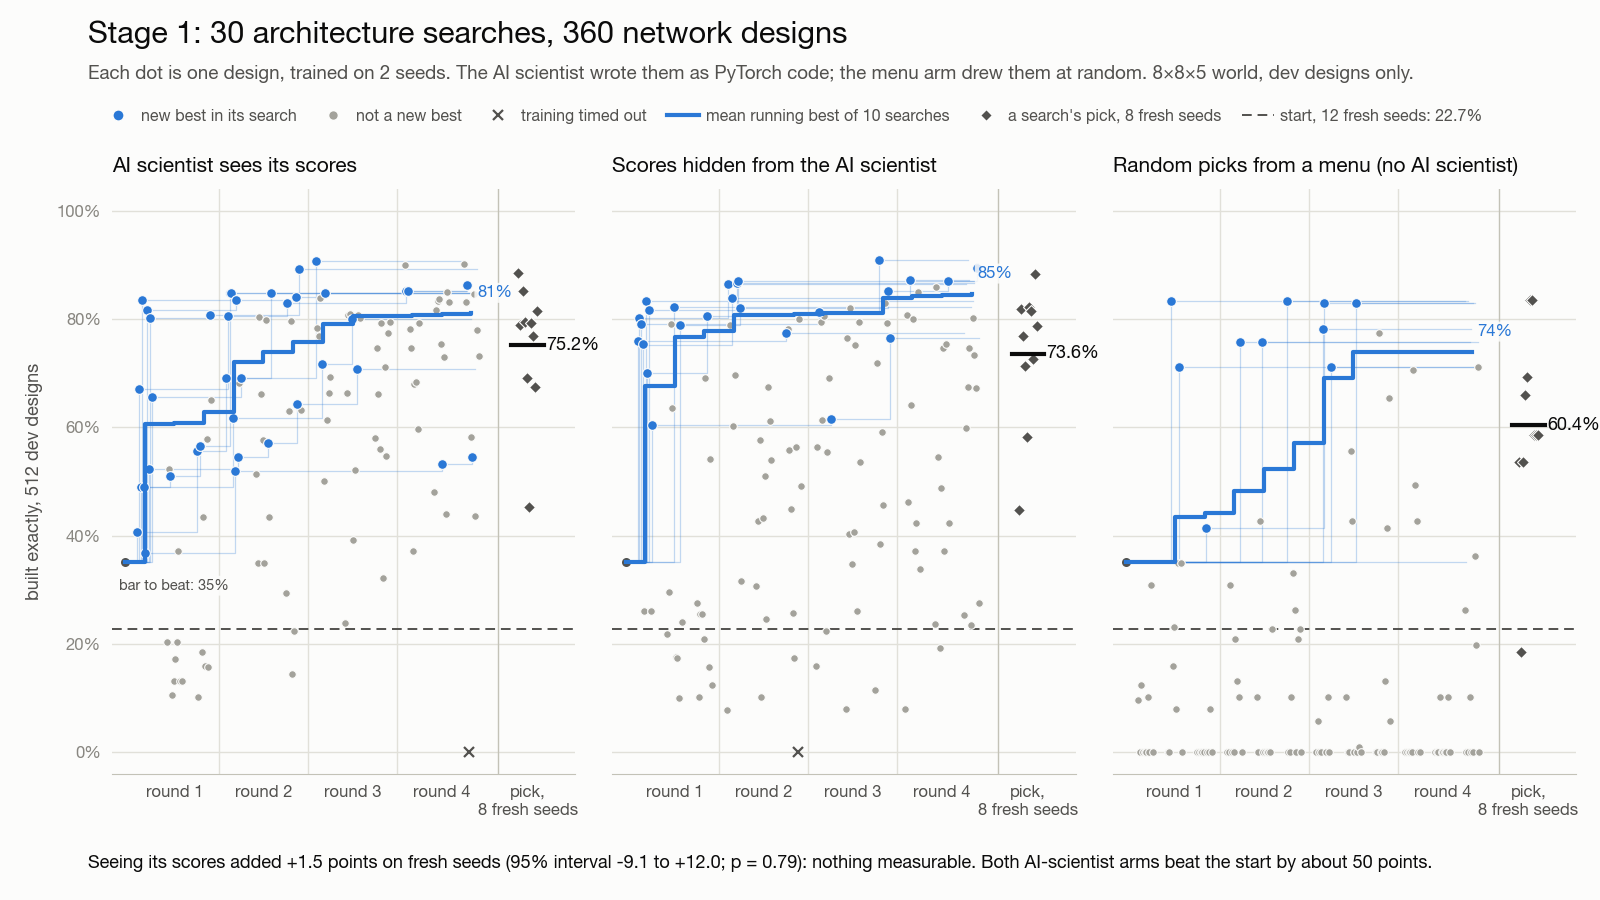 Stage 1: 30 architecture searches, 360 network designs
Each dot is one design, trained on 2 seeds. The AI scientist wrote them as PyTorch code; the menu arm drew them at random. 8×8×5 world, dev designs only.
new best in its search
not a new best
training timed out
mean running best of 10 searches
a search's pick, 8 fresh seeds
start, 12 fresh seeds: 22.7%
AI scientist sees its scores
Scores hidden from the AI scientist
Random picks from a menu (no AI scientist)
built exactly, 512 dev designs
100%
80%
60%
40%
20%
0%
81%
75.2%
bar to beat: 35%
85%
73.6%
74%
60.4%
round 1
round 2
round 3
round 4
pick,
8 fresh seeds
round 1
round 2
round 3
round 4
pick,
8 fresh seeds
round 1
round 2
round 3
round 4
pick,
8 fresh seeds
Seeing its scores added +1.5 points on fresh seeds (95% interval -9.1 to +12.0; p = 0.79): nothing measurable. Both AI-scientist arms beat the start by about 50 points.